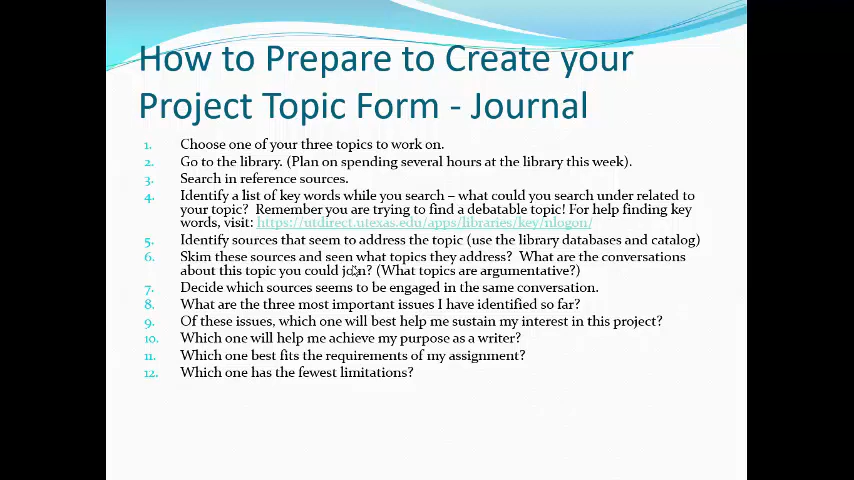 How to Prepare to Create your
Project Topic Form - Journal
1. Choose one of your three topics to work on.
2. Go to the library. (Plan on spending several hours at the library this week).
3. Search in reference sources.
4. Identify a list of key words while you search – what could you search under related to
your topic? Remember you are trying to find a debatable topic! For help finding key
words, visit: https://utdirect.utexas.edu/apps/libraries/key/nlogon/
5. Identify sources that seem to address the topic (use the library databases and catalog)
6. Skim these sources and seen what topics they address? What are the conversations
about this topic you could join? (What topics are argumentative?)
7. Decide which sources seems to be engaged in the same conversation.
8. What are the three most important issues I have identified so far?
9. Of these issues, which one will best help me sustain my interest in this project?
10. Which one will help me achieve my purpose as a writer?
11. Which one best fits the requirements of my assignment?
12. Which one has the fewest limitations?